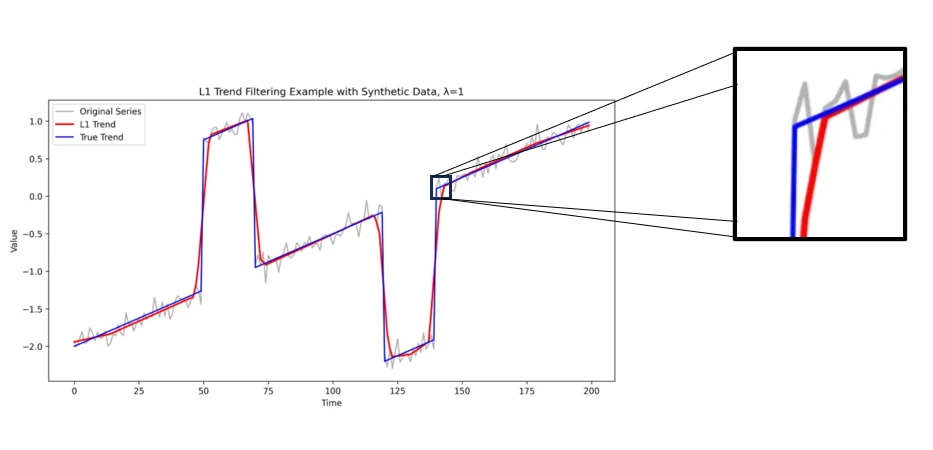 L1 Trend Filtering Example with Synthetic Data, λ=1
Original Series
L1 Trend
True Trend
1.0
0.5
0.0
−0.5
−1.0
−1.5
−2.0
Value
0 25 50 75 100 125 150 175 200
Time